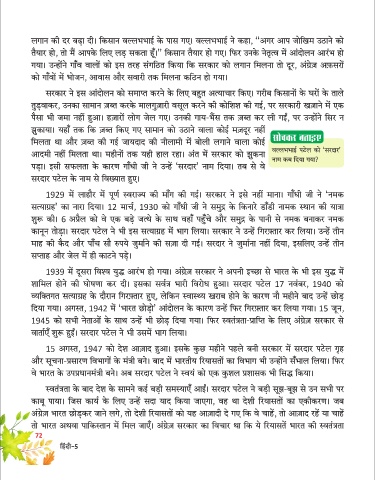 लगान की दर बढ़ा दी। किसान वल्लभभाई के पास गए। वल्लभभाई ने कहा, "अगर आप जोखिम उठाने को
तैयार हो, तो मैं आपके लिए लड़ सकता हूँ।" किसान तैयार हो गए। फिर उनके नेतृत्व में आंदोलन आरंभ हो
गया। उन्होंने गाँव वालों को इस तरह संगठित किया कि सरकार को लगान मिलना तो दूर, अंग्रेज़ अफ़सरों
को गाँवों में भोजन, आवास और सवारी तक मिलना कठिन हो गया।
सरकार ने इस आंदोलन को समाप्त करने के लिए बहुत अत्याचार किए। गरीब किसानों के घरों के ताले
तुड़वाकर, उनका सामान ज़ब्त करके मालगुज़ारी वसूल करने की कोशिश की गई, पर सरकारी खज़ाने में एक
पैसा भी जमा नहीं हुआ। हज़ारों लोग जेल गए। उनकी गाय-भैंस तक ज़ब्त कर ली गईं, पर उन्होंने सिर न
झुकाया। यहाँ तक कि ज़ब्त किए गए सामान को उठाने वाला कोई मज़दूर नहीं
मिलता था और ज़ब्त की गई जायदाद की नीलामी में बोली लगाने वाला कोई
आदमी नहीं मिलता था। महीनों तक यही हाल रहा। अंत में सरकार को झुकना
पड़ा। इसी सफलता के कारण गाँधी जी ने उन्हें 'सरदार' नाम दिया। तब से वे
सरदार पटेल के नाम से विख्यात हुए।
सोचकर बताइए
वल्लभभाई पटेल को 'सरदार'
नाम कब दिया गया?
1929 में लाहौर में पूर्ण स्वराज्य की माँग की गई। सरकार ने इसे नहीं माना। गाँधी जी ने 'नमक
सत्याग्रह' का नारा दिया। 12 मार्च, 1930 को गाँधी जी ने समुद्र के किनारे डाँडी नामक स्थान की यात्रा
शुरू की। 6 अप्रैल को वे एक बड़े जत्थे के साथ वहाँ पहुँचे और समुद्र के पानी से नमक बनाकर नमक
कानून तोड़ा। सरदार पटेल ने भी इस सत्याग्रह में भाग लिया। सरकार ने उन्हें गिरफ़्तार कर लिया। उन्हें तीन
माह की कैद और पाँच सौ रुपये जुर्माने की सज़ा दी गई। सरदार ने जुर्माना नहीं दिया, इसलिए उन्हें तीन
सप्ताह और जेल में ही काटने पड़े।
1939 में दूसरा विश्व युद्ध आरंभ हो गया। अंग्रेज़ सरकार ने अपनी इच्छा से भारत के भी इस युद्ध में
शामिल होने की घोषणा कर दी। इसका सर्वत्र भारी विरोध हुआ। सरदार पटेल 17 नवंबर, 1940 को
व्यक्तिगत सत्याग्रह के दौरान गिरफ़्तार हुए, लेकिन स्वास्थ्य खराब होने के कारण नौ महीने बाद उन्हें छोड़
दिया गया। अगस्त, 1942 में 'भारत छोड़ो' आंदोलन के कारण उन्हें फिर गिरफ़्तार कर लिया गया। 15 जून,
1945 को सभी नेताओं के साथ उन्हें भी छोड़ दिया गया। फिर स्वतंत्रता-प्राप्ति के लिए अंग्रेज़ सरकार से
वार्ताएँ शुरू हुईं। सरदार पटेल ने भी उसमें भाग लिया।
15 अगस्त, 1947 को देश आज़ाद हुआ। इसके कुछ महीने पहले बनी सरकार में सरदार पटेल गृह
और सूचना-प्रसारण विभागों के मंत्री बने। बाद में भारतीय रियासतों का विभाग भी उन्होंने सँभाल लिया। फिर
वे भारत के उपप्रधानमंत्री बने। अब सरदार पटेल ने स्वयं को एक कुशल प्रशासक भी सिद्ध किया।
स्वतंत्रता के बाद देश के सामने कई बड़ी समस्याएँ आईं। सरदार पटेल ने बड़ी सूझ-बूझ से उन सभी पर
काबू पाया। जिस कार्य के लिए उन्हें सदा याद किया जाएगा, वह था देशी रियासतों का एकीकरण। जब
अंग्रेज़ भारत छोड़कर जाने लगे, तो देशी रियासतों को यह आज़ादी दे गए कि वे चाहें, तो आज़ाद रहें या चाहें
तो भारत अथवा पाकिस्तान में मिल जाएँ। अंग्रेज़ सरकार का विचार था कि ये रियासतें भारत की स्वतंत्रता
72
हिंदी-5